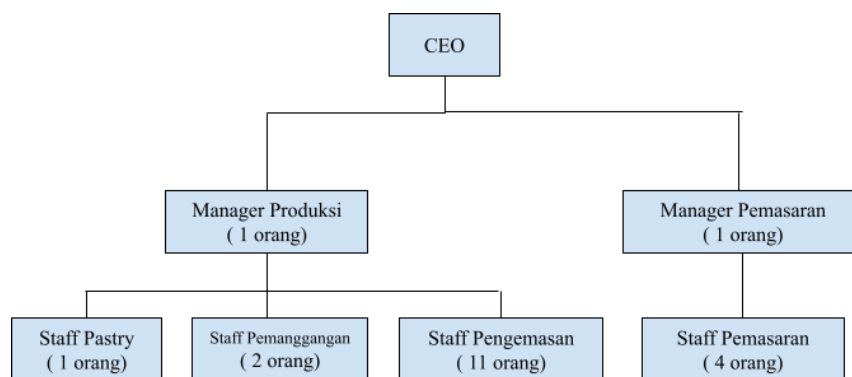 CEO
Manager Produksi
( 1 orang)
Manager Pemasaran
( 1 orang)
Staff Pastry
( 1 orang)
Staff Pemanggangan
( 2 orang)
Staff Pengemasan
( 11 orang)
Staff Pemasaran
( 4 orang)